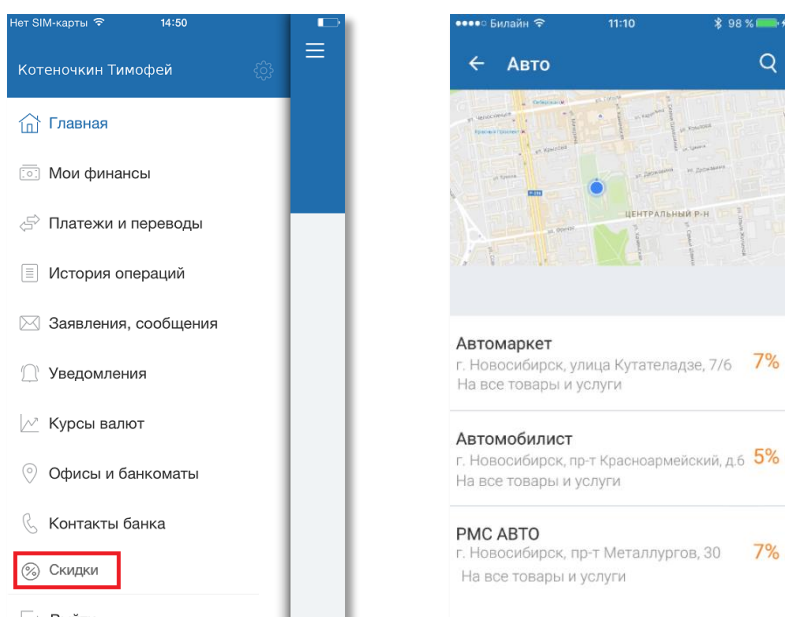 Нет SIM-карты 14:50
Котеночкин Тимофей
Главная
Мои финансы
Платежи и переводы
История операций
Заявления, сообщения
Уведомления
Курсы валют
Офисы и банкоматы
Контакты банка
Скидки
Билайн 11:10 98 %
Авто
ЦЕНТРАЛЬНЫЙ Р-Н
Автомаркет
г. Новосибирск, улица Кутателадзе, 7/6 7%
На все товары и услуги
Автомобилист
г. Новосибирск, пр-т Красноармейский, д.6 5%
На все товары и услуги
РМС АВТО
г. Новосибирск, пр-т Металлургов, 30 7%
На все товары и услуги